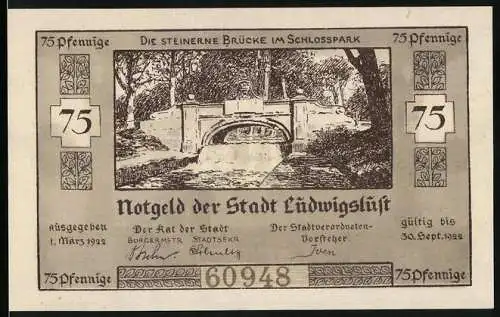 75 Pfennige Die steinerne Brücke im Schlosspark 75 Pfennige
75 75
Notgeld der Stadt Ludwigslust
ausgegeben Der Rat der Stadt Der Stadtverordneten- gültig bis
1. März 1922 Bürgermstr Stadtsekr Vorsteher 30. Sept. 1922
75 Pfennige 60948 75 Pfennige